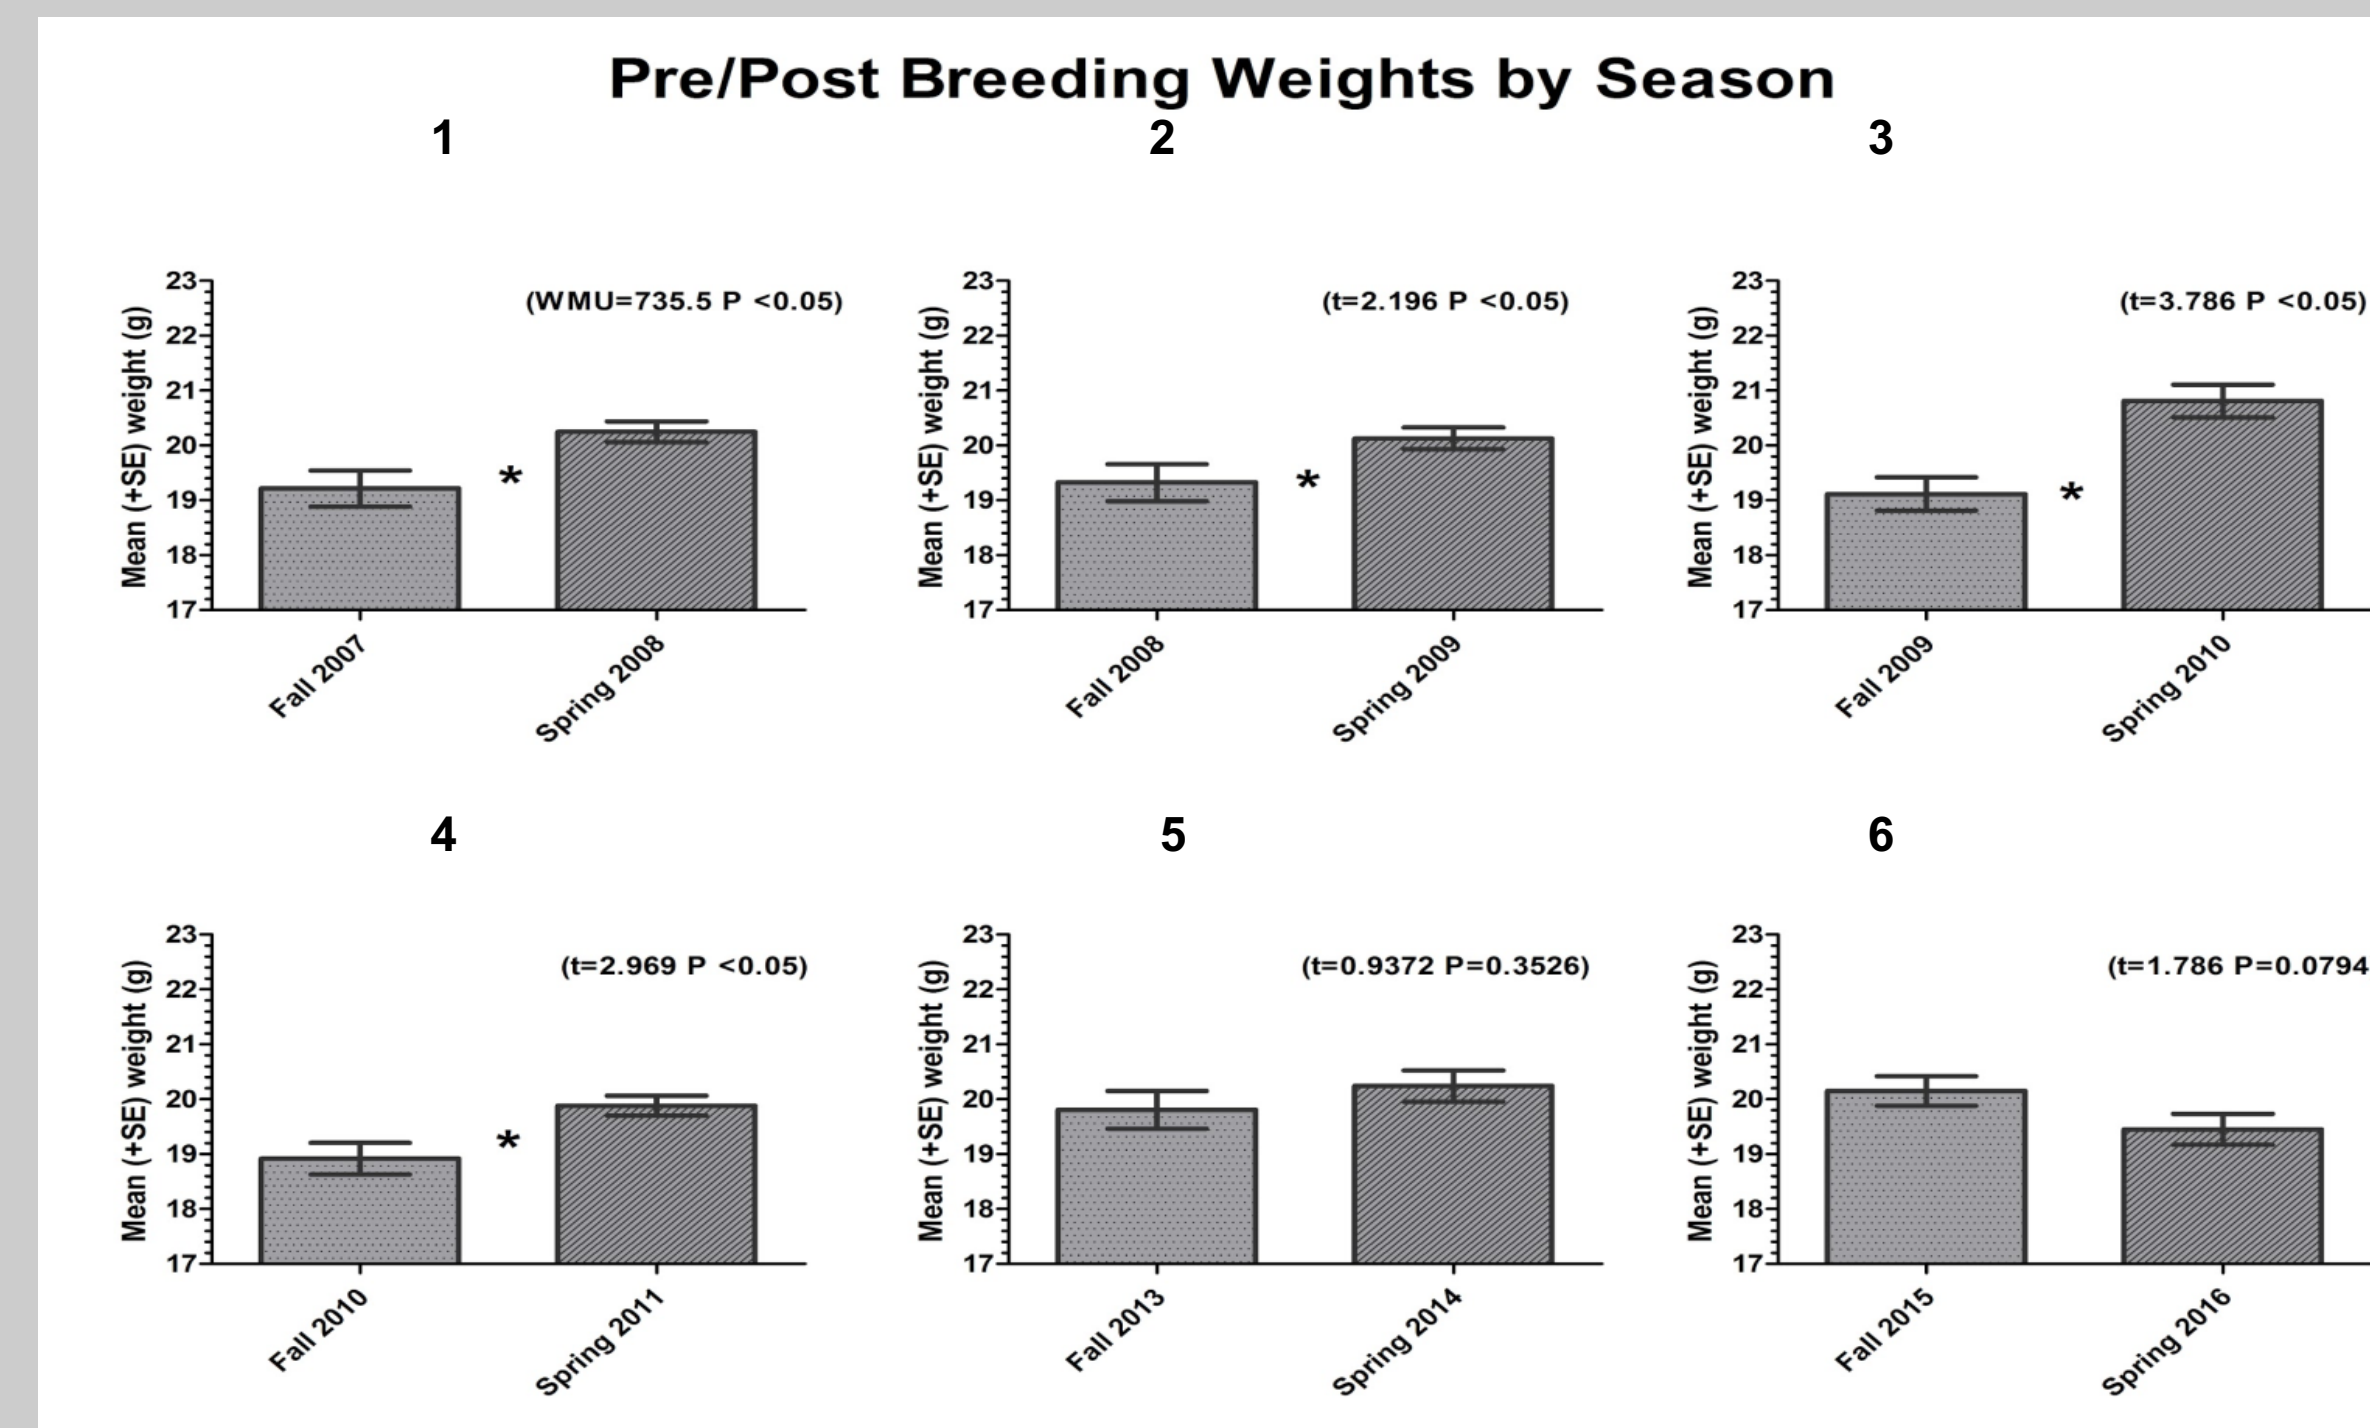 Pre/Post Breeding Weights by Season
1
2
3
Mean (+SE) weight (g)
23
22
21
20
19
18
17
(WMU=735.5 P <0.05)
*
Fall 2007
Spring 2008
Mean (+SE) weight (g)
23
22
21
20
19
18
17
(t=2.196 P <0.05)
*
Fall 2008
Spring 2009
Mean (+SE) weight (g)
23
22
21
20
19
18
17
(t=3.786 P <0.05)
*
Fall 2009
Spring 2010
4
5
6
Mean (+SE) weight (g)
23
22
21
20
19
18
17
(t=2.969 P <0.05)
*
Fall 2010
Spring 2011
Mean (+SE) weight (g)
23
22
21
20
19
18
17
(t=0.9372 P=0.3526)
Fall 2013
Spring 2014
Mean (+SE) weight (g)
23
22
21
20
19
18
17
(t=1.786 P=0.0794
Fall 2015
Spring 2016